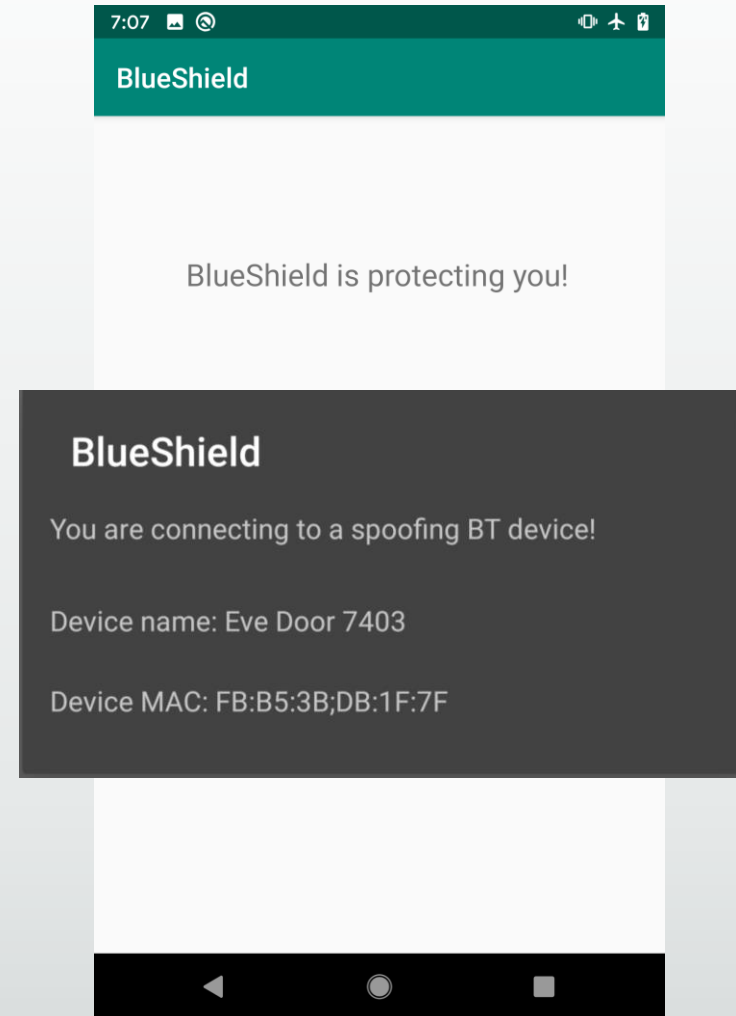 7:07
BlueShield
BlueShield is protecting you!
BlueShield
You are connecting to a spoofing BT device!
Device name: Eve Door 7403
Device MAC: FB:B5:3B;DB:1F:7F